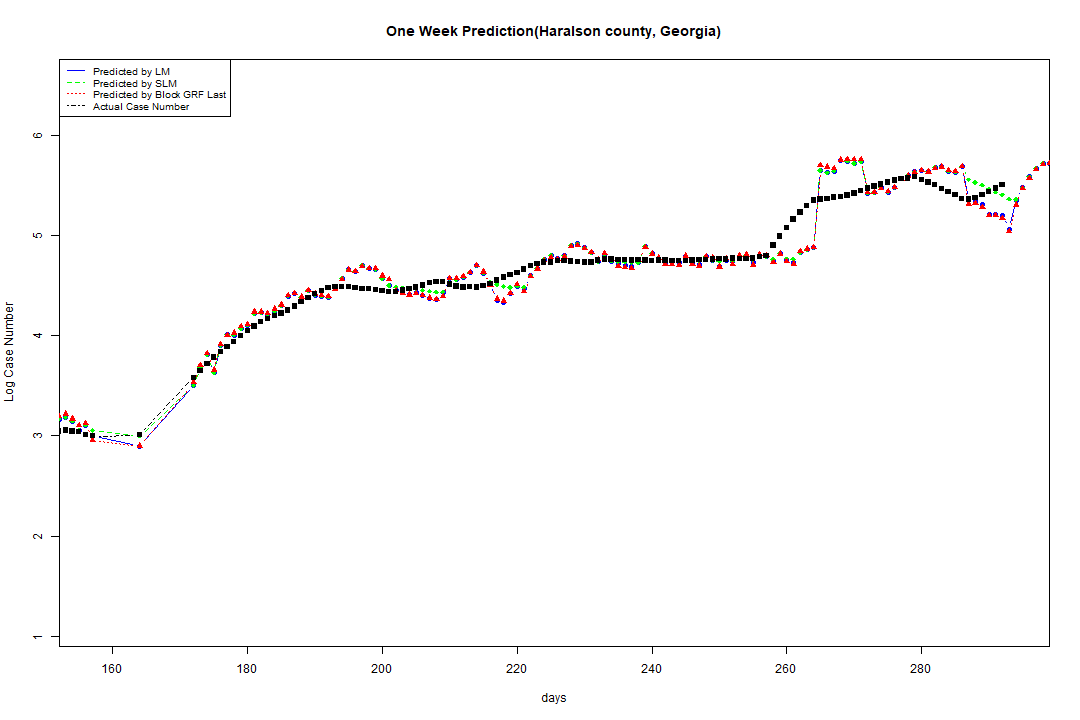 One Week Prediction(Haralson county, Georgia)
Predicted by LM
Predicted by SLM
Predicted by Block GRF Last
Actual Case Number
6
5
4
3
2
1
Log Case Number
160 180 200 220 240 260 280
days